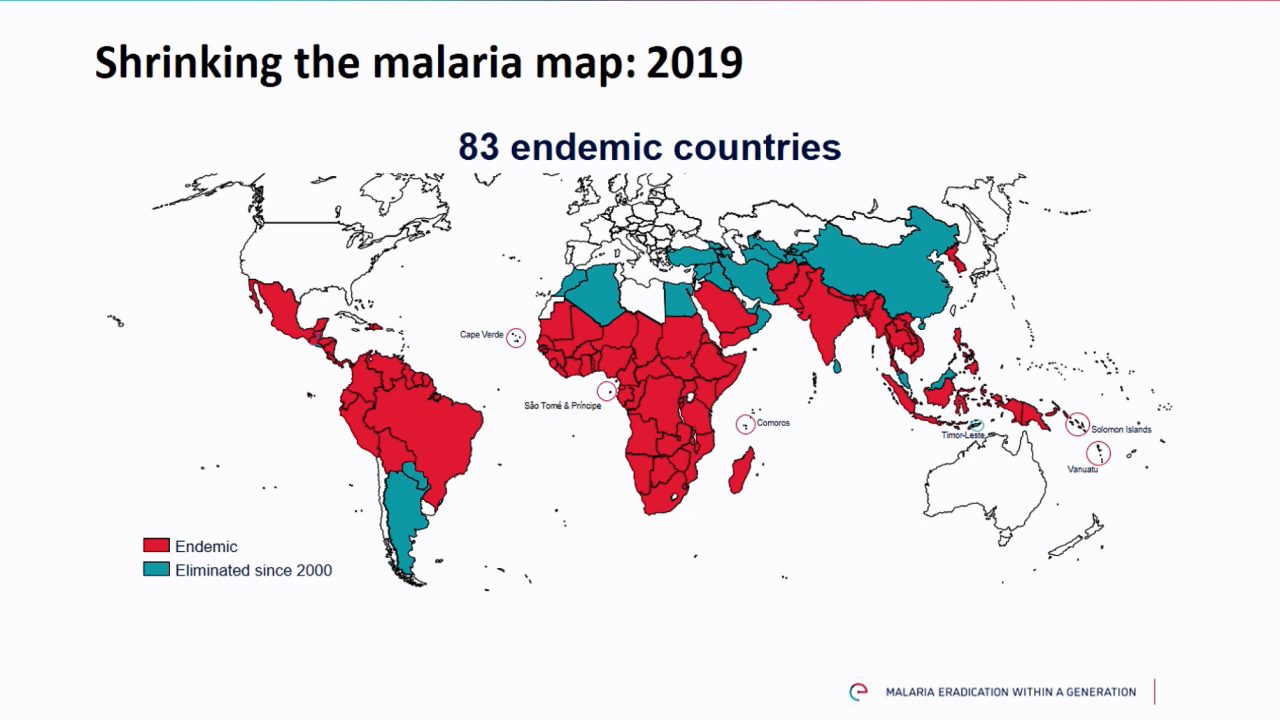 Shrinking the malaria map: 2019
83 endemic countries
Cape Verde
São Tomé & Príncipe
Comoros
Timor-Leste
Solomon Islands
Vanuatu
Endemic
Eliminated since 2000
MALARIA ERADICATION WITHIN A GENERATION